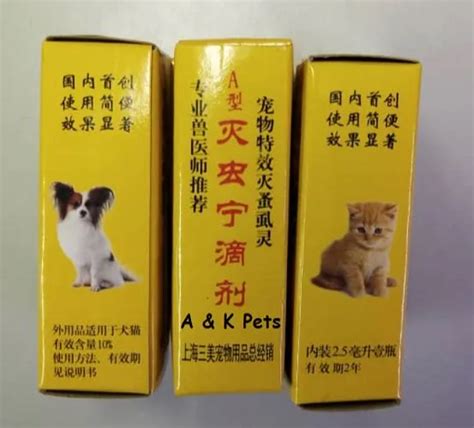 国内首创
使用简便
效果显著
外用品适用于犬猫
有效含量10%
使用方法、有效期
见说明书
宠物特效灭蚤虱灵
A型灭虫宁滴剂
专业兽医师推荐
A & K Pets
上海三美宠物用品总经销
国内首创
使用简便
效果显著
内装2.5毫升壹瓶
有效期2年